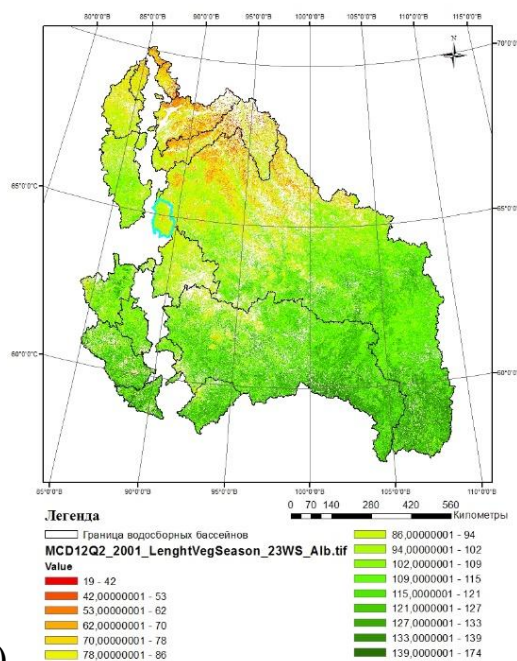 80°0'0"В 85°0'0"В 90°0'0"В 95°0'0"В 100°0'0"В 105°0'0"В 110°0'0"В 115°0'0"В
N
70°0'0"С
65°0'0"С
65°0'0"С
60°0'0"С
60°0'0"С
85°0'0"В 90°0'0"В 95°0'0"В 100°0'0"В 105°0'0"В 110°0'0"В
Легенда
0 70 140 280 420 560
Километры
Граница водосборных бассейнов
MCD12Q2_2001_LenghtVegSeason_23WS_Alb.tif
Value
19 - 42
42,00000001 - 53
53,00000001 - 62
62,00000001 - 70
70,00000001 - 78
78,00000001 - 86
86,00000001 - 94
94,00000001 - 102
102,0000001 - 109
109,0000001 - 115
115,0000001 - 121
121,0000001 - 127
127,0000001 - 133
133,0000001 - 139
139,0000001 - 174
)